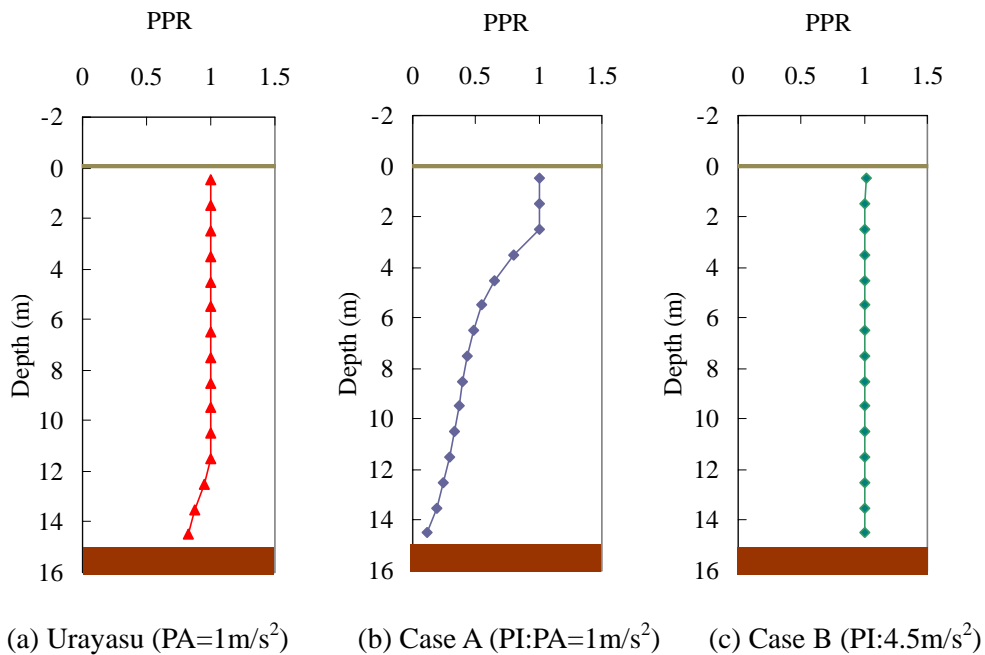 PPR PPR PPR
0 0.5 1 1.5 0 0.5 1 1.5 0 0.5 1 1.5
-2 -2 -2
0 0 0
2 2 2
4 4 4
6 6 6
8 8 8
10 10 10
12 12 12
14 14 14
16 16 16
Depth (m) Depth (m) Depth (m)
(a) Urayasu (PA=1m/s²) (b) Case A (PI:PA=1m/s²) (c) Case B (PI:4.5m/s²)